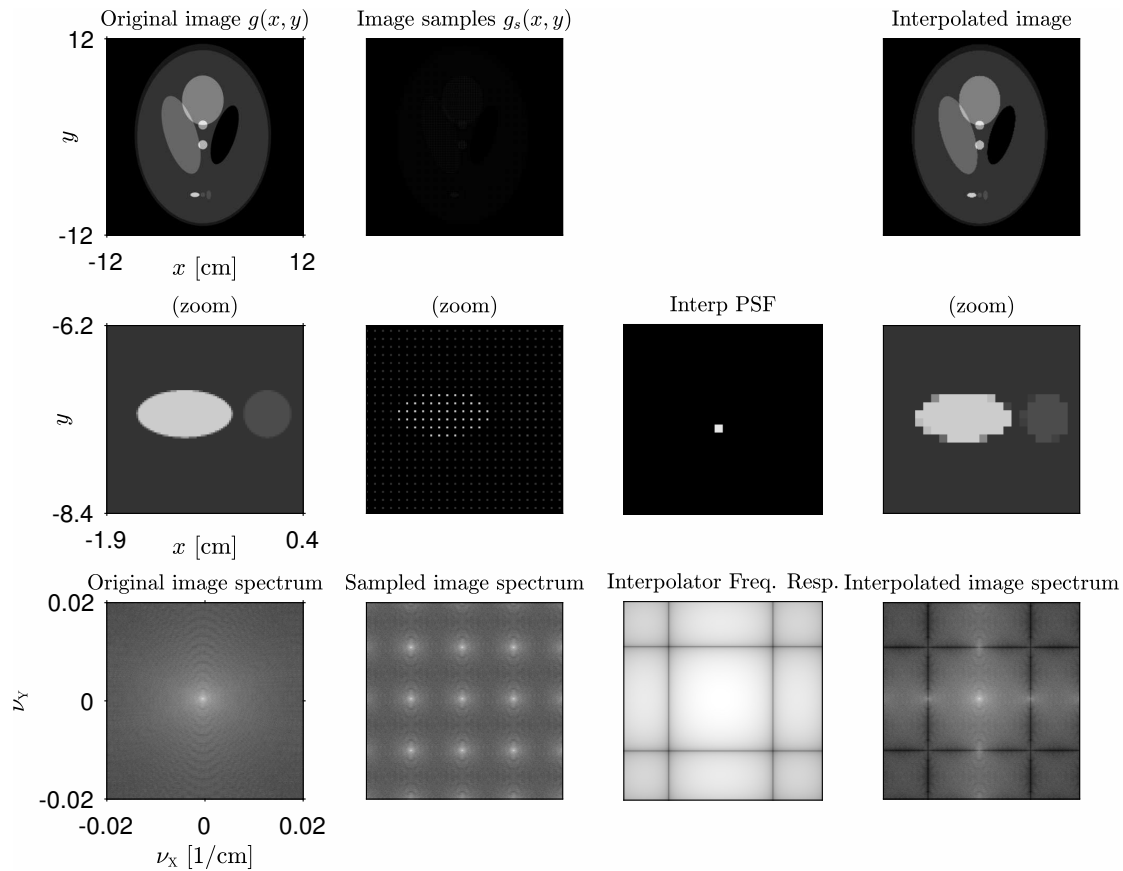 Original image g(x, y)
Image samples g_s(x, y)
Interpolated image
12
y
-12
-12
12
x [cm]
(zoom)
(zoom)
Interp PSF
(zoom)
-6.2
y
-8.4
-1.9
0.4
x [cm]
Original image spectrum
Sampled image spectrum
Interpolator Freq. Resp.
Interpolated image spectrum
0.02
0
ν_Y
-0.02
-0.02
0
0.02
ν_X [1/cm]